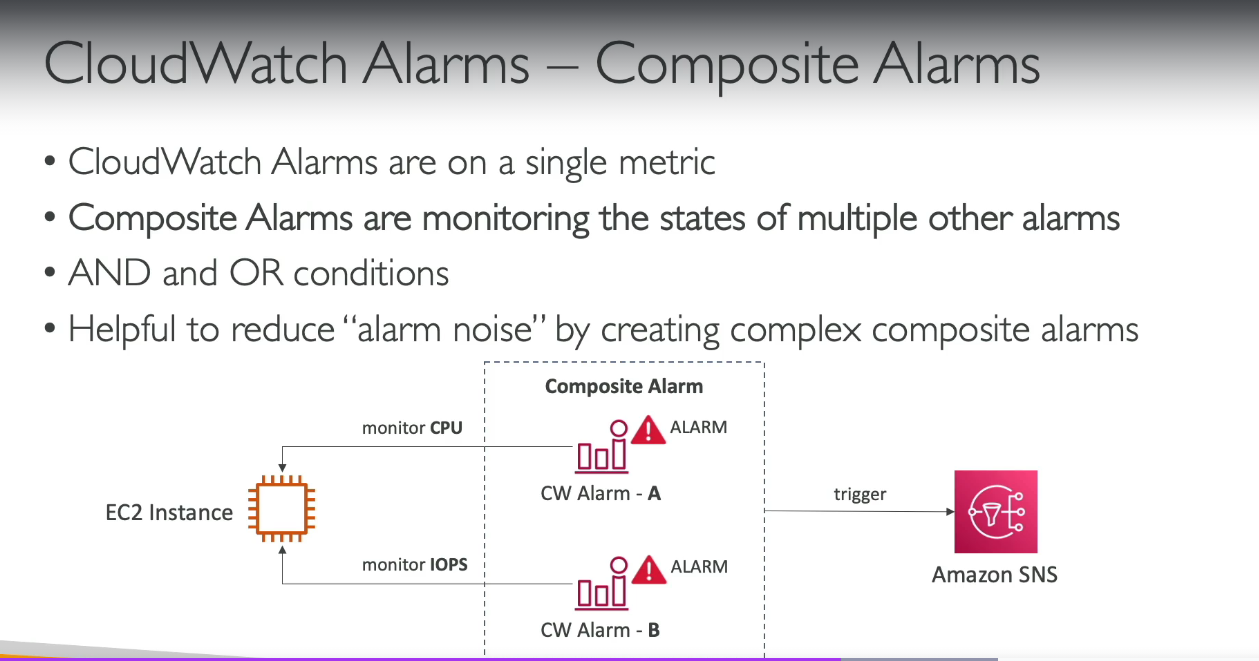 CloudWatch Alarms – Composite Alarms
• CloudWatch Alarms are on a single metric
• Composite Alarms are monitoring the states of multiple other alarms
• AND and OR conditions
• Helpful to reduce “alarm noise” by creating complex composite alarms
Composite Alarm
monitor CPU
ALARM
CW Alarm - A
EC2 Instance
trigger
Amazon SNS
monitor IOPS
ALARM
CW Alarm - B